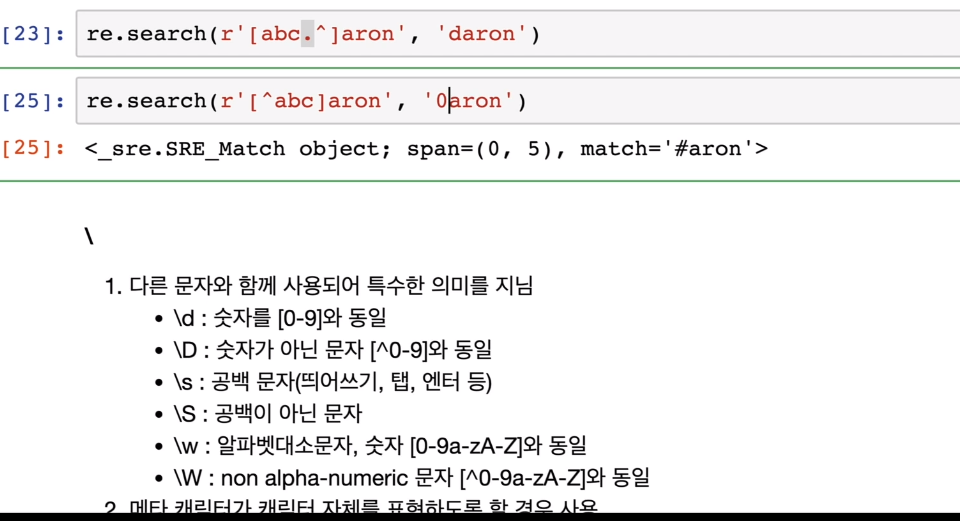 [23]: re.search(r'[abc.^]aron', 'daron')
[25]: re.search(r'[^abc]aron', '0aron')
[25]: <_sre.SRE_Match object; span=(0, 5), match='#aron'>
\
1. 다른 문자와 함께 사용되어 특수한 의미를 지님
• \d : 숫자를 [0-9]와 동일
• \D : 숫자가 아닌 문자 [^0-9]와 동일
• \s : 공백 문자(띄어쓰기, 탭, 엔터 등)
• \S : 공백이 아닌 문자
• \w : 알파벳대소문자, 숫자 [0-9a-zA-Z]와 동일
• \W : non alpha-numeric 문자 [^0-9a-zA-Z]와 동일
2. 메타 캐릭터가 캐릭터 자체를 표현하도록 할 경우 사용